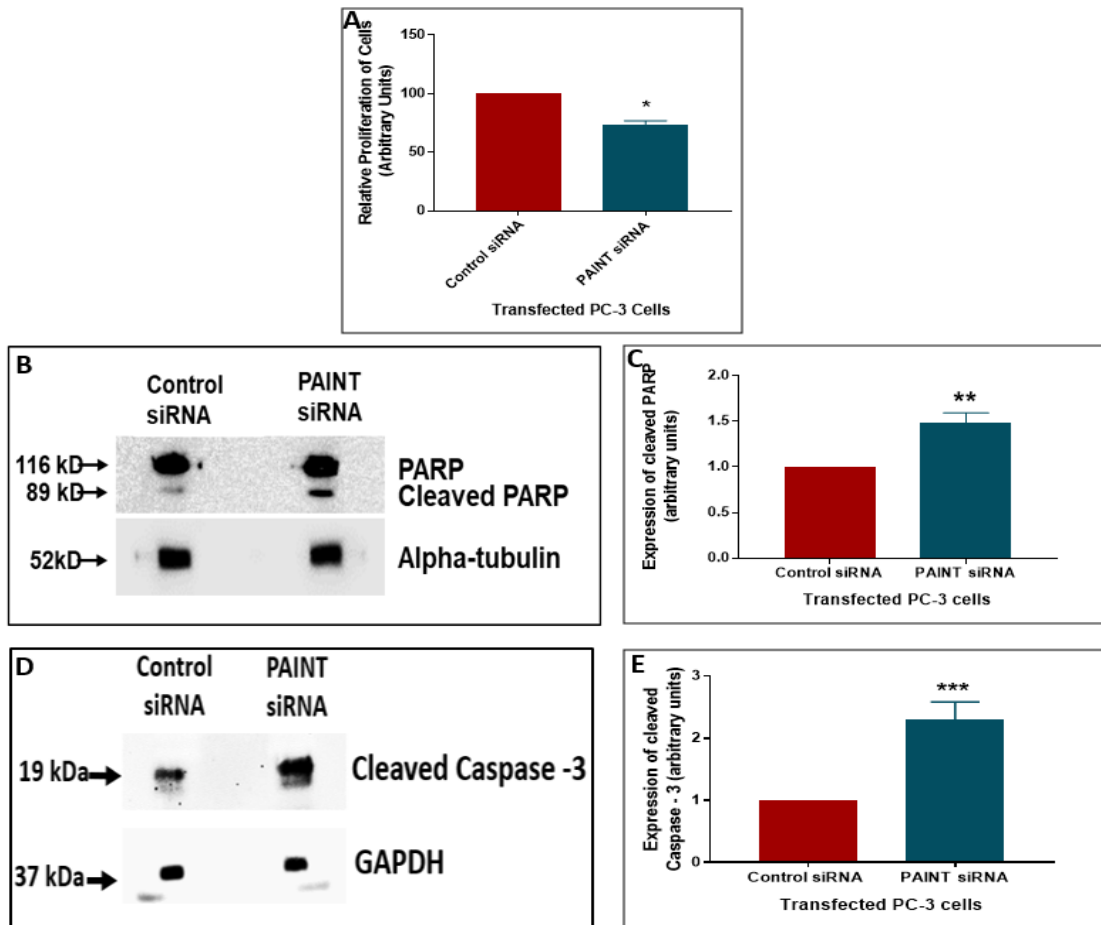 A
Relative Proliferation of Cells
(Arbitrary Units)
150
100
50
0
*
Control siRNA
PAINT siRNA
Transfected PC-3 Cells
B
Control
siRNA
PAINT
siRNA
116 kD
89 kD
PARP
Cleaved PARP
52kD
Alpha-tubulin
C
Expression of cleaved PARP
(arbitrary units)
2.0
1.5
1.0
0.5
0.0
**
Control siRNA
PAINT siRNA
Transfected PC-3 cells
D
Control
siRNA
PAINT
siRNA
19 kDa
Cleaved Caspase -3
37 kDa
GAPDH
E
Expression of cleaved
Caspase - 3 (arbitrary units)
3
2
1
0
***
Control siRNA
PAINT siRNA
Transfected PC-3 cells